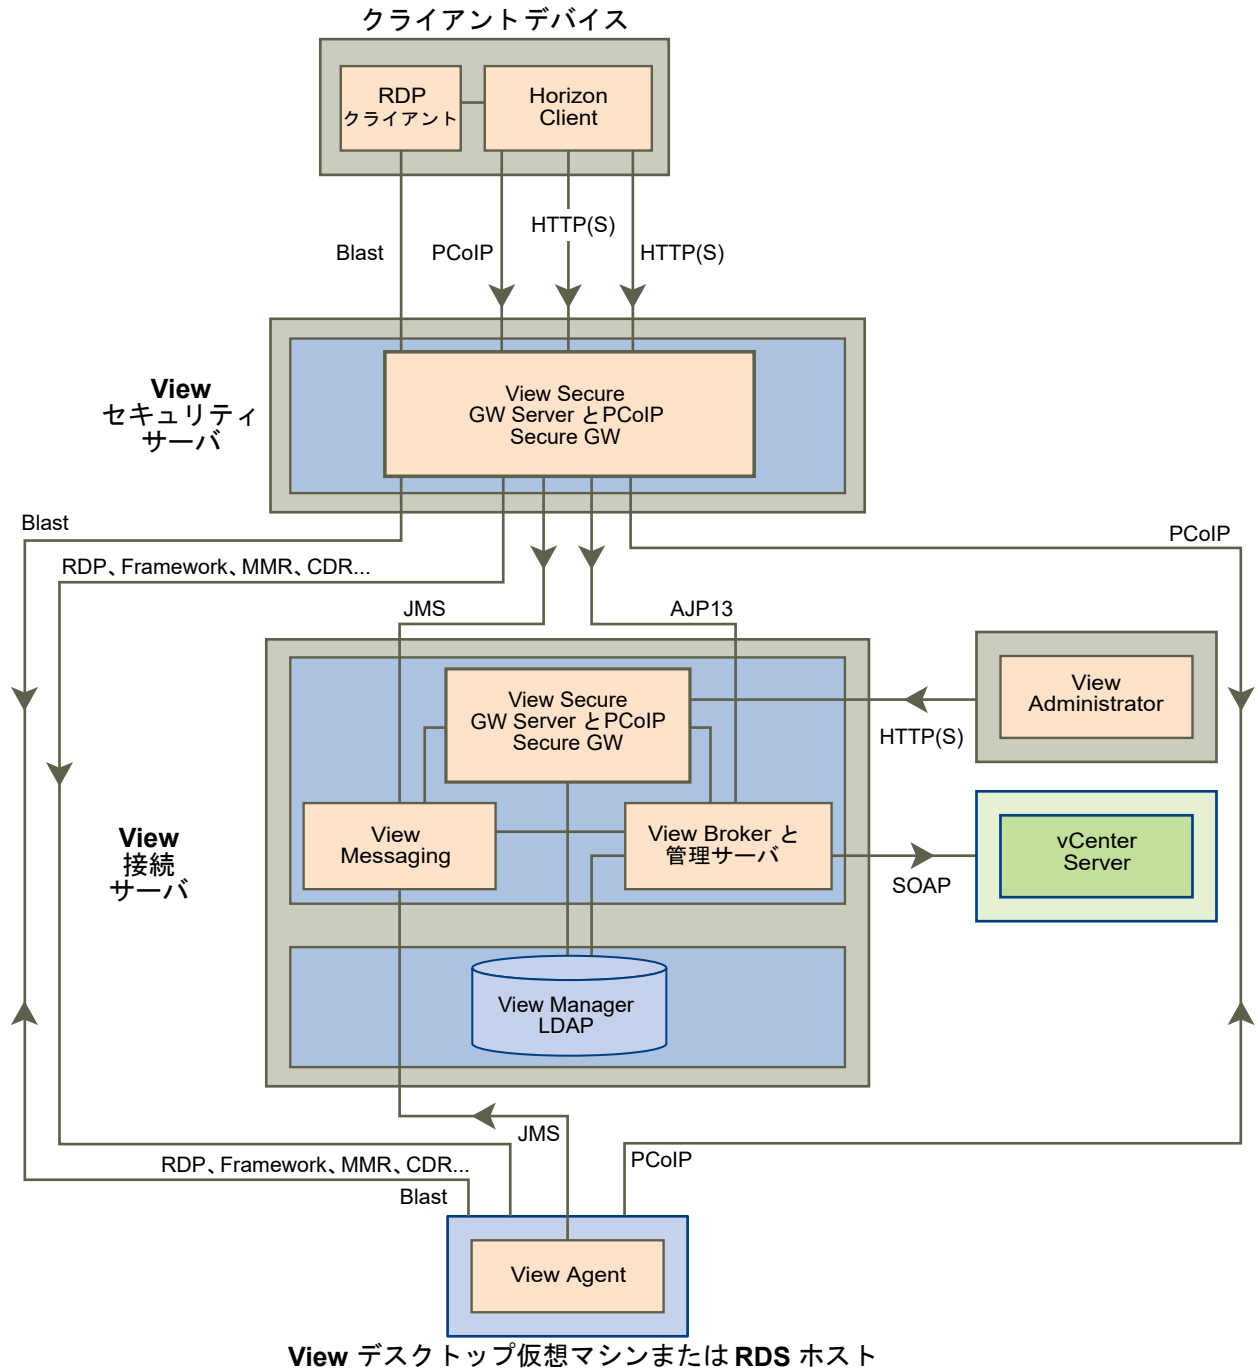 クライアントデバイス
RDP
クライアント
Horizon
Client
HTTP(S)
Blast
PCoIP
HTTP(S)
View
セキュリティ
サーバ
View Secure
GW Server とPCoIP
Secure GW
Blast
PCoIP
RDP、Framework、MMR、CDR...
JMS
AJP13
View Secure
GW Server とPCoIP
Secure GW
View
Administrator
HTTP(S)
View
接続
サーバ
View
Messaging
View Broker と
管理サーバ
vCenter
Server
SOAP
View Manager
LDAP
JMS
PCoIP
RDP、Framework、MMR、CDR...
Blast
View Agent
View デスクトップ仮想マシンまたは RDS ホスト